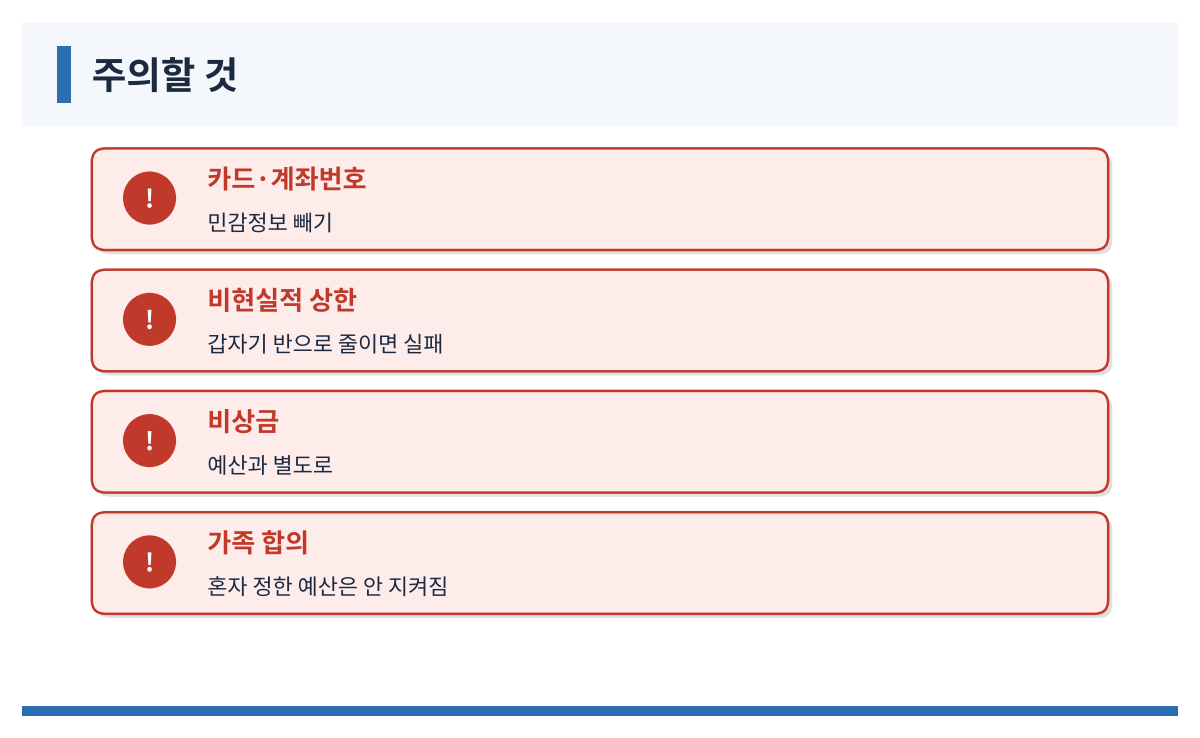 주의할 것
!
카드·계좌번호
민감정보 빼기
!
비현실적 상한
갑자기 반으로 줄이면 실패
!
비상금
예산과 별도로
!
가족 합의
혼자 정한 예산은 안 지켜짐